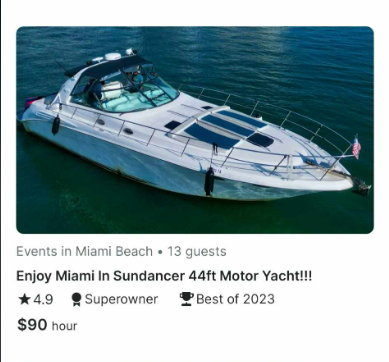 Events in Miami Beach • 13 guests
Enjoy Miami In Sundancer 44ft Motor Yacht!!!
4.9 Superowner Best of 2023
$90 hour